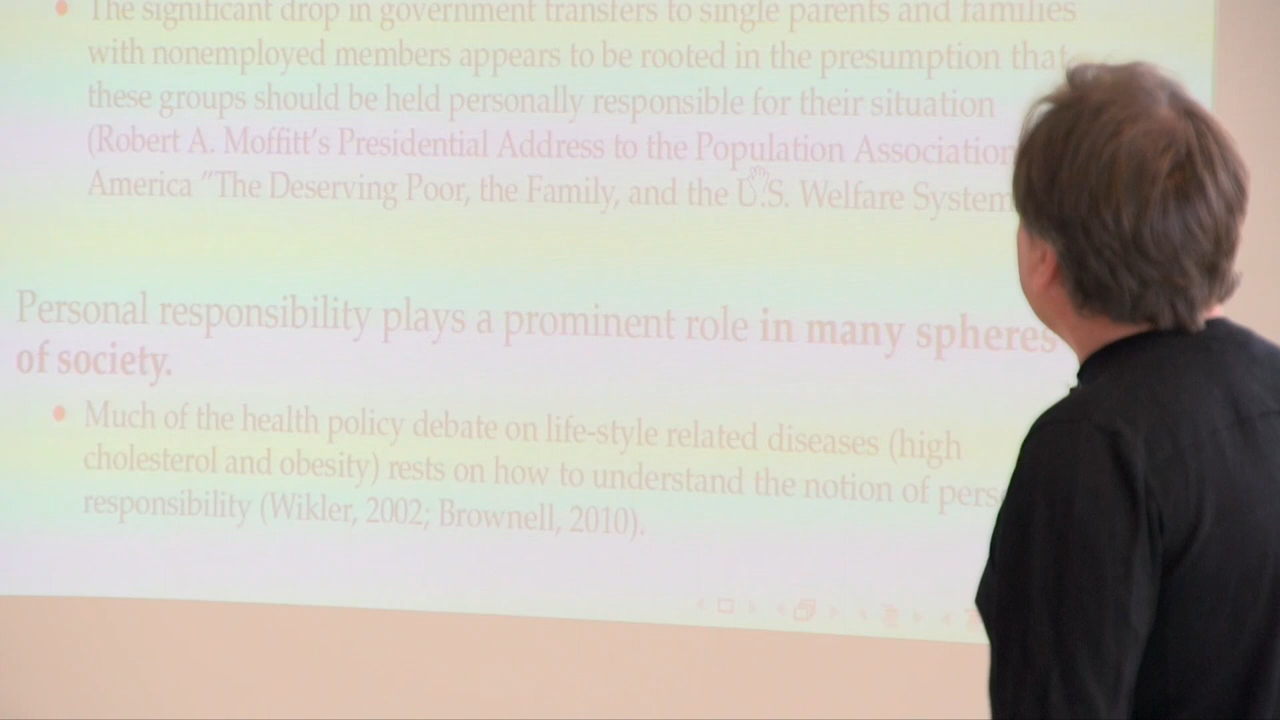 • The significant drop in government transfers to single parents and families
with nonemployed members appears to be rooted in the presumption that
these groups should be held personally responsible for their situation
(Robert A. Moffitt's Presidential Address to the Population Association
America "The Deserving Poor, the Family, and the U.S. Welfare System
Personal responsibility plays a prominent role in many spheres
of society.
• Much of the health policy debate on life-style related diseases (high
cholesterol and obesity) rests on how to understand the notion of pers
responsibility (Wikler, 2002; Brownell, 2010).